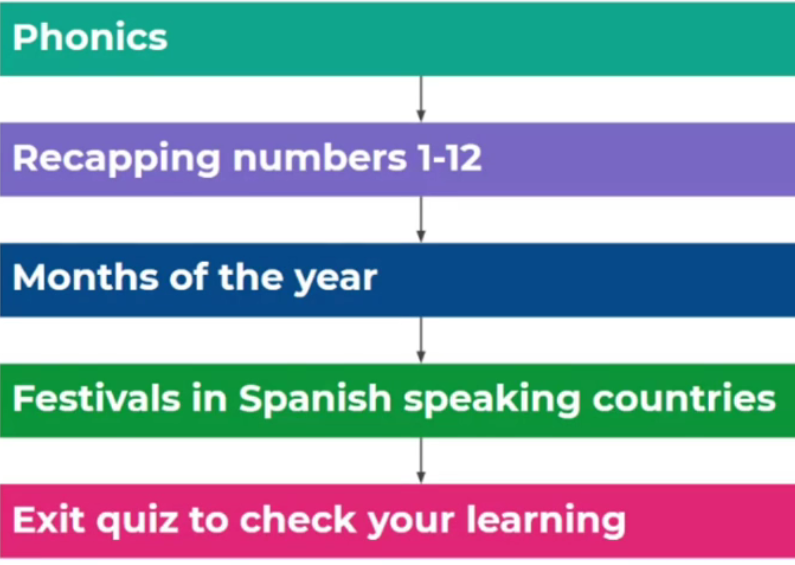 Phonics
Recapping numbers 1-12
Months of the year
Festivals in Spanish speaking countries
Exit quiz to check your learning